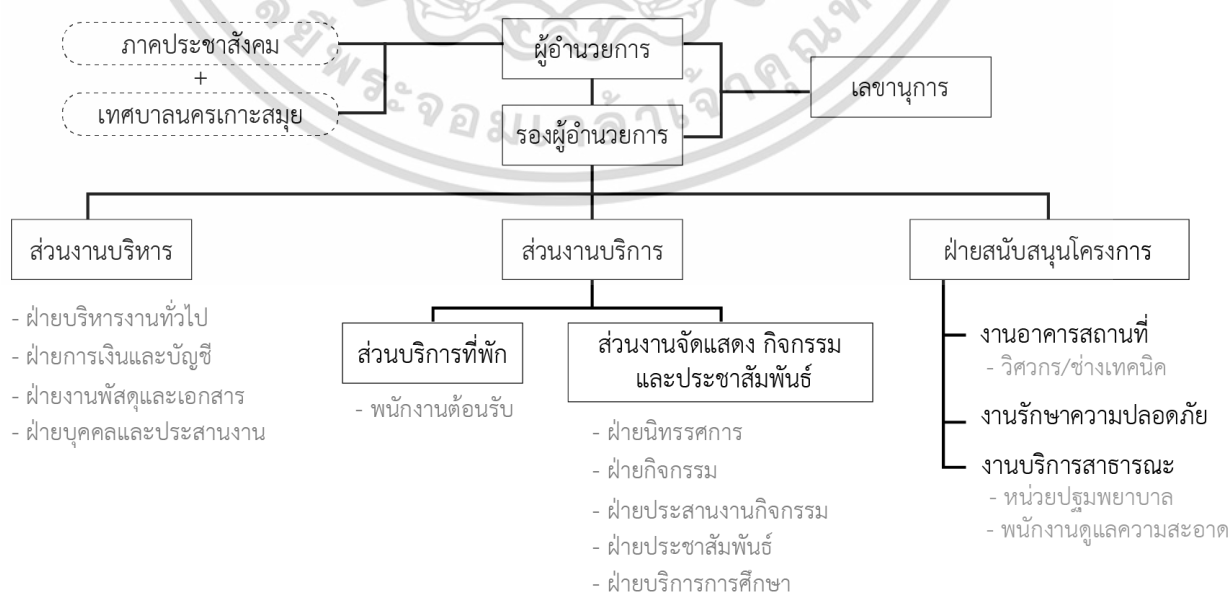 ภาคประชาสังคม
+
เทศบาลนครเกาะสมุย
ผู้อำนวยการ
รองผู้อำนวยการ
เลขานุการ
ส่วนงานบริหาร
- ฝ่ายบริหารงานทั่วไป
- ฝ่ายการเงินและบัญชี
- ฝ่ายงานพัสดุและเอกสาร
- ฝ่ายบุคคลและประสานงาน
ส่วนงานบริการ
ส่วนบริการที่พัก
- พนักงานต้อนรับ
ส่วนงานจัดแสดง กิจกรรม
และประชาสัมพันธ์
- ฝ่ายนิทรรศการ
- ฝ่ายกิจกรรม
- ฝ่ายประสานงานกิจกรรม
- ฝ่ายประชาสัมพันธ์
- ฝ่ายบริการการศึกษา
ฝ่ายสนับสนุนโครงการ
งานอาคารสถานที่
- วิศวกร/ช่างเทคนิค
งานรักษาความปลอดภัย
งานบริการสาธารณะ
- หน่วยปฐมพยาบาล
- พนักงานดูแลความสะอาด